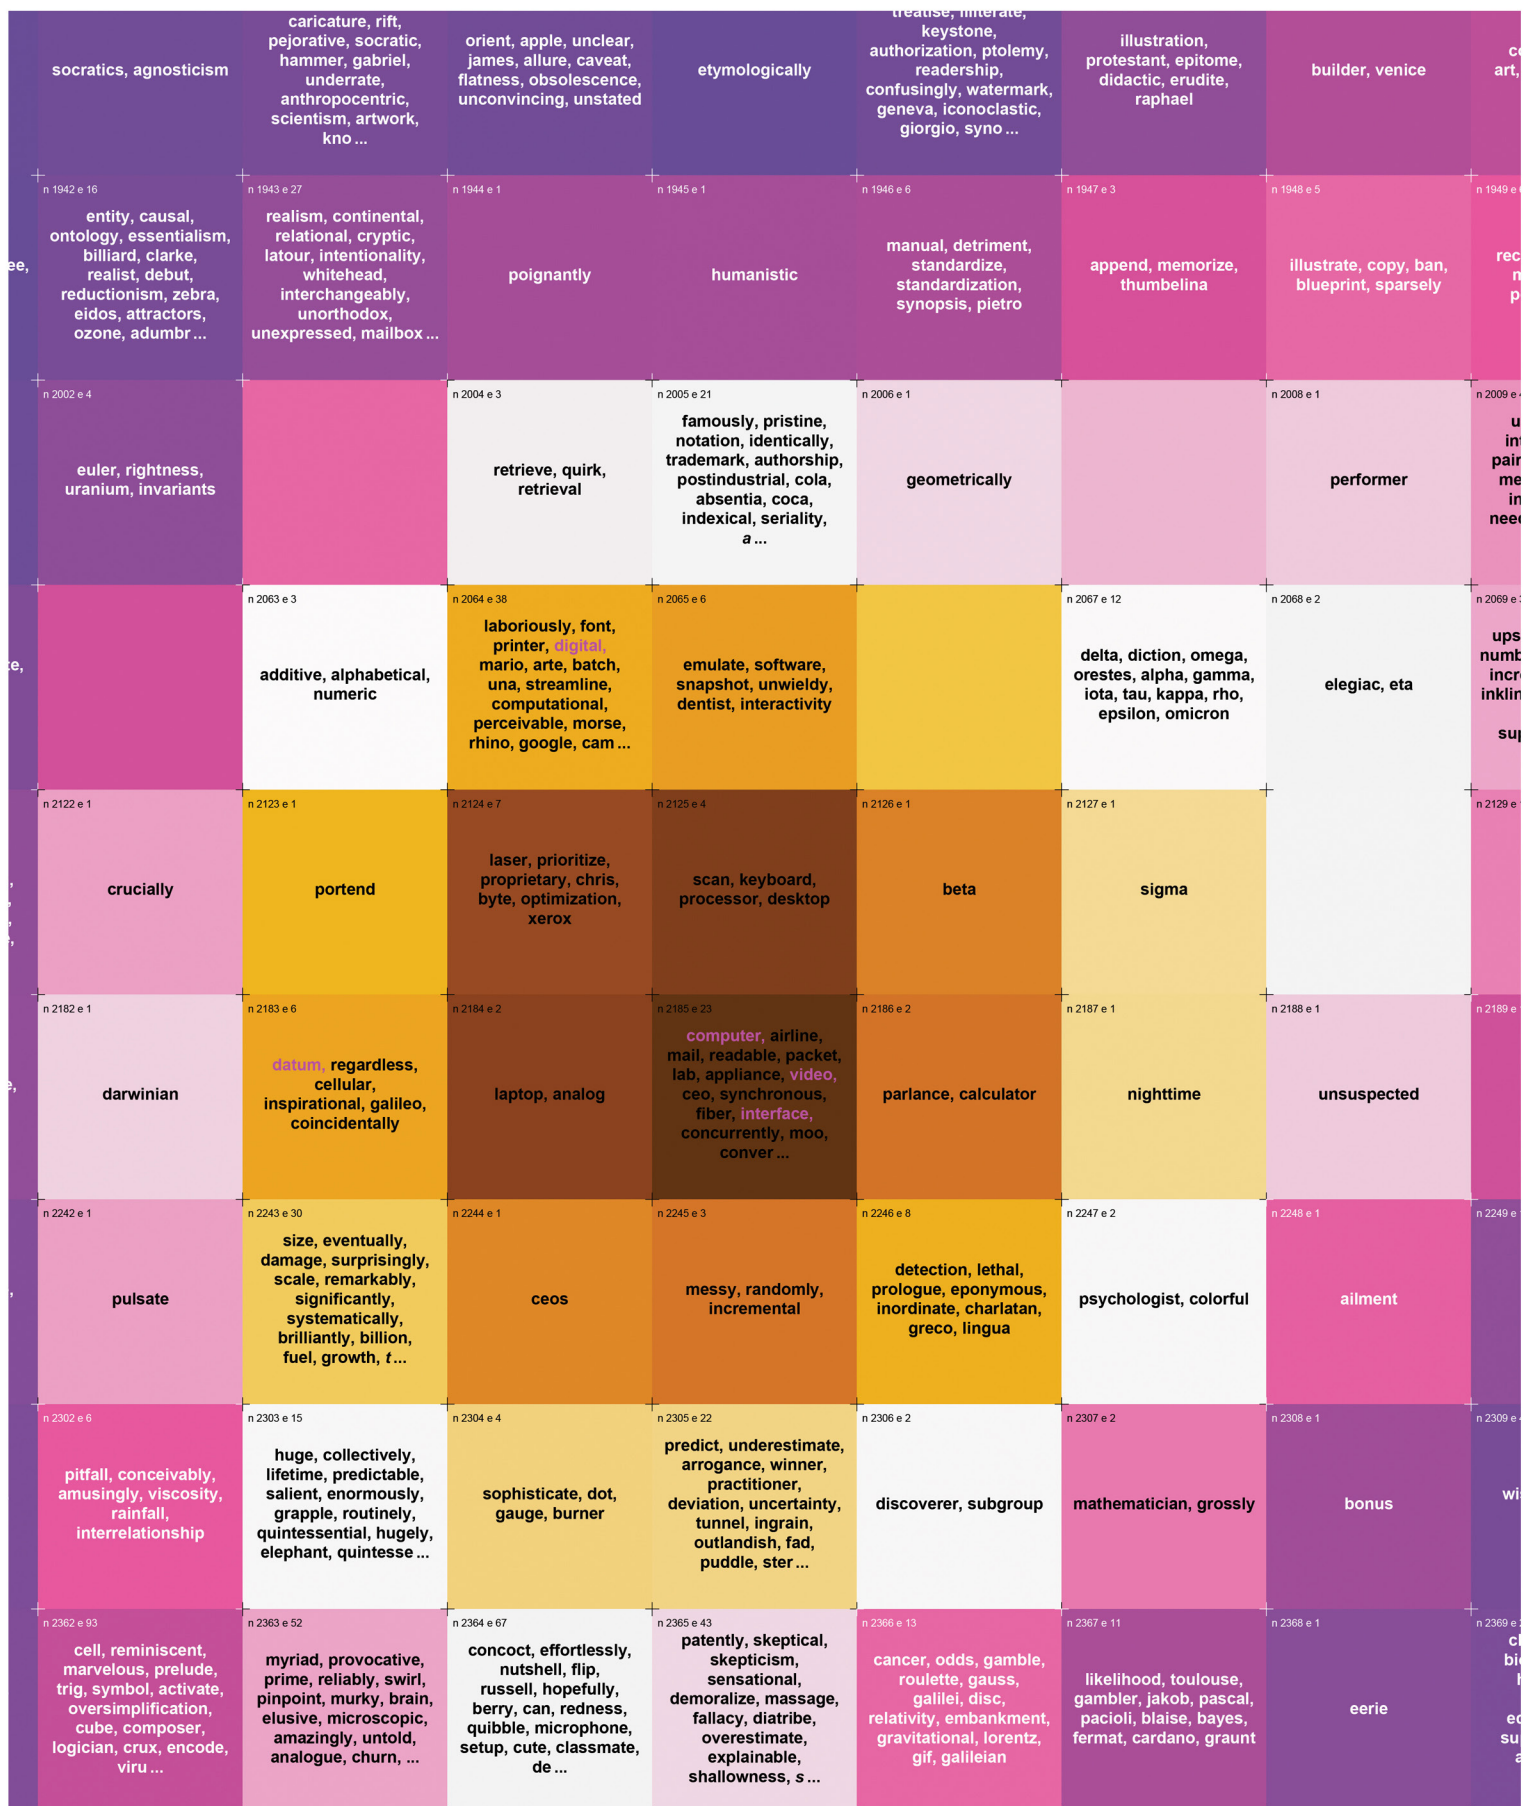 socratics, agnosticism
caricature, rift,
pejorative, socratic,
hammer, gabriel,
underrate,
anthropocentric,
scientism, artwork,
kno ...
orient, apple, unclear,
james, allure, caveat,
flatness, obsolescence,
unconvincing, unstated
etymologically
treatise, illiterate,
keystone,
authorization, ptolemy,
readership,
confusingly, watermark,
geneva, iconoclastic,
giorgio, syno ...
illustration,
protestant, epitome,
didactic, erudite,
raphael
builder, venice
art,
n 1942 e 16
entity, causal,
ontology, essentialism,
billiard, clarke,
realist, debut,
reductionism, zebra,
eidos, attractors,
ozone, adumbr ...
n 1943 e 27
realism, continental,
relational, cryptic,
latour, intentionality,
whitehead,
interchangeably,
unorthodox,
unexpressed, mailbox ...
n 1944 e 1
poignantly
n 1945 e 1
humanistic
n 1946 e 6
manual, detriment,
standardize,
standardization,
synopsis, pietro
n 1947 e 3
append, memorize,
thumbelina
n 1948 e 5
illustrate, copy, ban,
blueprint, sparsely
n 1949 e
n 2002 e 4
euler, rightness,
uranium, invariants
n 2004 e 3
retrieve, quirk,
retrieval
n 2005 e 21
famously, pristine,
notation, identically,
trademark, authorship,
postindustrial, cola,
absentia, coca,
indexical, seriality,
a ...
n 2006 e 1
geometrically
n 2008 e 1
performer
n 2009 e
n 2063 e 3
additive, alphabetical,
numeric
n 2064 e 38
laboriously, font,
printer, digital,
mario, arte, batch,
una, streamline,
computational,
perceivable, morse,
rhino, google, cam ...
n 2065 e 6
emulate, software,
snapshot, unwieldy,
dentist, interactivity
n 2067 e 12
delta, diction, omega,
orestes, alpha, gamma,
iota, tau, kappa, rho,
epsilon, omicron
n 2068 e 2
elegiac, eta
n 2069 e
n 2122 e 1
crucially
n 2123 e 1
portend
n 2124 e 7
laser, prioritize,
proprietary, chris,
byte, optimization,
xerox
n 2125 e 4
scan, keyboard,
processor, desktop
n 2126 e 1
beta
n 2127 e 1
sigma
n 2129 e
n 2182 e 1
darwinian
n 2183 e 6
datum, regardless,
cellular,
inspirational, galileo,
coincidentally
n 2184 e 2
laptop, analog
n 2185 e 23
computer, airline,
mail, readable, packet,
lab, appliance, video,
ceo, synchronous,
fiber, interface,
concurrently, moo,
conver ...
n 2186 e 2
parlance, calculator
n 2187 e 1
nighttime
n 2188 e 1
unsuspected
n 2189 e
n 2242 e 1
pulsate
n 2243 e 30
size, eventually,
damage, surprisingly,
scale, remarkably,
significantly,
systematically,
brilliantly, billion,
fuel, growth, t ...
n 2244 e 1
ceos
n 2245 e 3
messy, randomly,
incremental
n 2246 e 8
detection, lethal,
prologue, eponymous,
inordinate, charlatan,
greco, lingua
n 2247 e 2
psychologist, colorful
n 2248 e 1
ailment
n 2249 e
n 2302 e 6
pitfall, conceivably,
amusingly, viscosity,
rainfall,
interrelationship
n 2303 e 15
huge, collectively,
lifetime, predictable,
salient, enormously,
grapple, routinely,
quintessential, hugely,
elephant, quintesse ...
n 2304 e 4
sophisticate, dot,
gauge, burner
n 2305 e 22
predict, underestimate,
arrogance, winner,
practitioner,
deviation, uncertainty,
tunnel, ingrain,
outlandish, fad,
puddle, ster ...
n 2306 e 2
discoverer, subgroup
n 2307 e 2
mathematician, grossly
n 2308 e 1
bonus
n 2309 e
n 2362 e 93
cell, reminiscent,
marvelous, prelude,
trig, symbol, activate,
oversimplification,
cube, composer,
logician, crux, encode,
viru ...
n 2363 e 52
myriad, provocative,
prime, reliably, swirl,
pinpoint, murky, brain,
elusive, microscopic,
amazingly, untold,
analogue, churn, ...
n 2364 e 67
concoct, effortlessly,
nutshell, flip,
russell, hopefully,
berry, can, redness,
quibble, microphone,
setup, cute, classmate,
de ...
n 2365 e 43
patently, skeptical,
skepticism,
sensational,
demoralize, massage,
fallacy, diatribe,
overestimate,
explainable,
shallowness, s ...
n 2366 e 13
cancer, odds, gamble,
roulette, gauss,
galilei, disc,
relativity, embankment,
gravitational, lorentz,
gif, galileian
n 2367 e 11
likelihood, toulouse,
gambler, jakob, pascal,
pacioli, blaise, bayes,
fermat, cardano, graunt
n 2368 e 1
eerie
n 2369 e